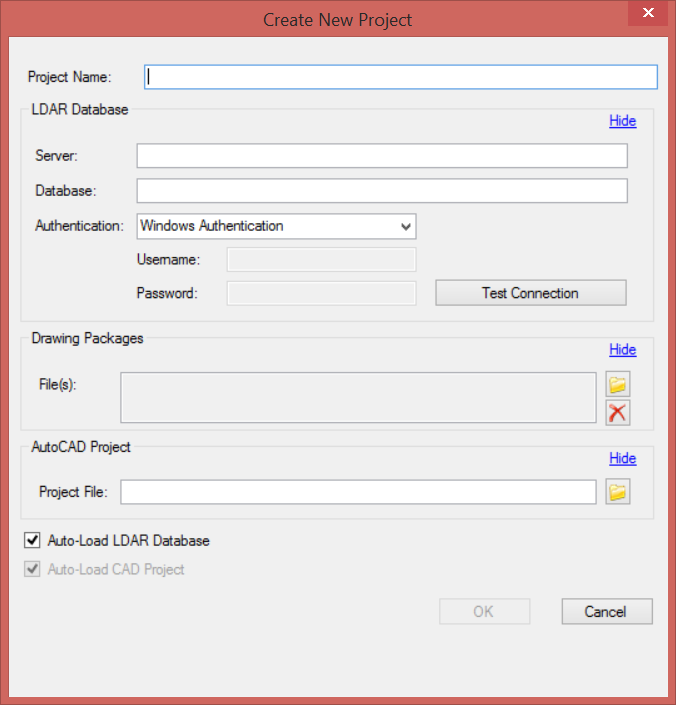 Create New Project
Project Name:
LDAR Database
Hide
Server:
Database:
Authentication: Windows Authentication
Username:
Password:
Test Connection
Drawing Packages
Hide
File(s):
AutoCAD Project
Hide
Project File:
Auto-Load LDAR Database
Auto-Load CAD Project
OK Cancel